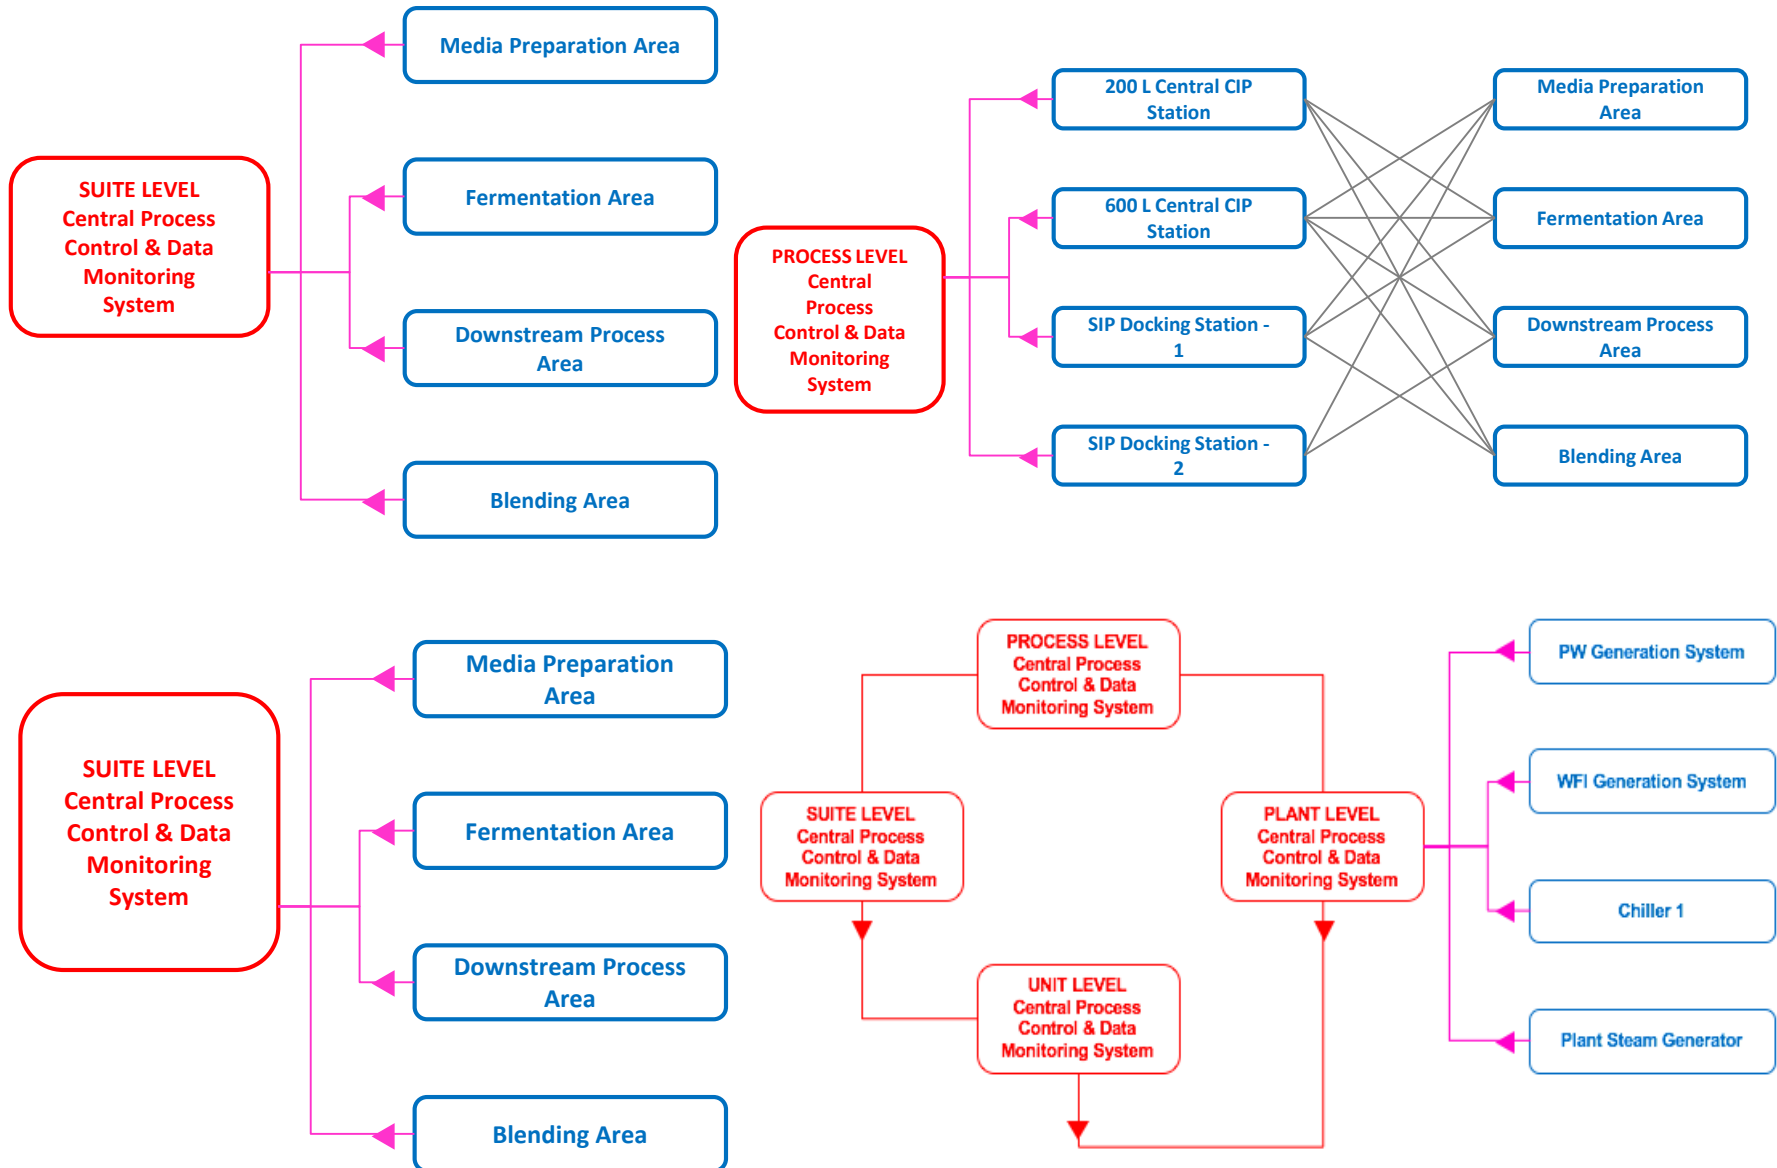 Media Preparation Area
SUITE LEVEL
Central Process
Control & Data
Monitoring
System
Fermentation Area
Downstream Process
Area
Blending Area
PROCESS LEVEL
Central
Process
Control & Data
Monitoring
System
200 L Central CIP
Station
600 L Central CIP
Station
SIP Docking Station -
1
SIP Docking Station -
2
Media Preparation
Area
Fermentation Area
Downstream Process
Area
Blending Area
SUITE LEVEL
Central Process
Control & Data
Monitoring
System
Media Preparation
Area
Fermentation Area
Downstream Process
Area
Blending Area
PROCESS LEVEL
Central Process
Control & Data
Monitoring System
SUITE LEVEL
Central Process
Control & Data
Monitoring System
PLANT LEVEL
Central Process
Control & Data
Monitoring System
UNIT LEVEL
Central Process
Control & Data
Monitoring System
PW Generation System
WFI Generation System
Chiller 1
Plant Steam Generator